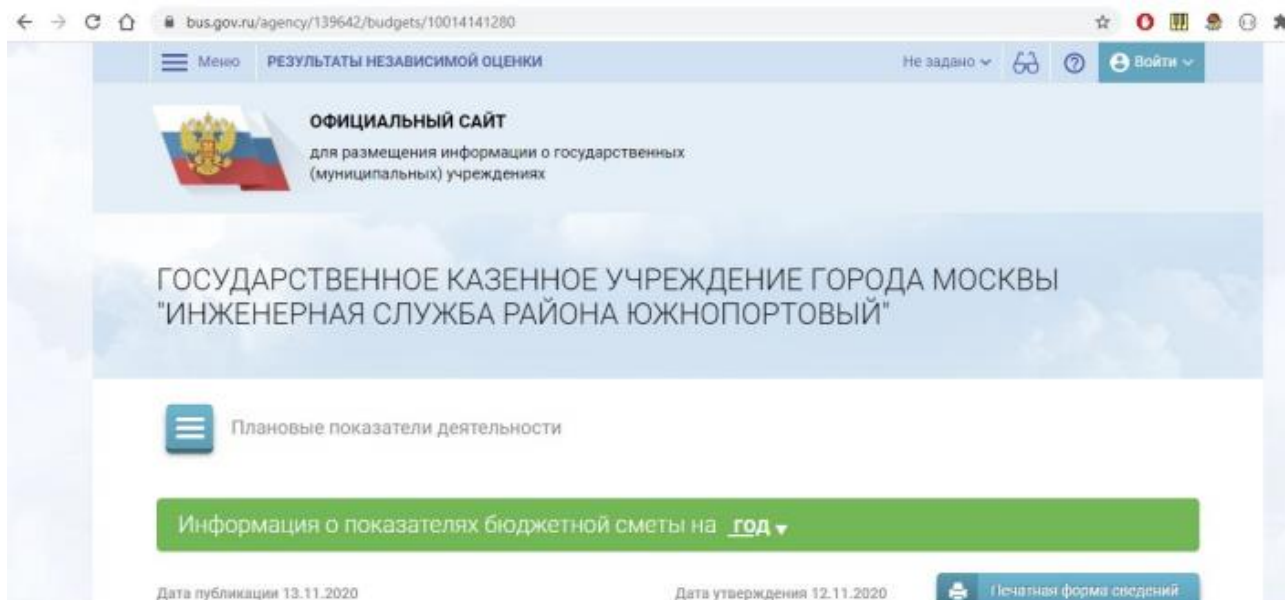 bus.gov.ru/agency/139642/budgets/10014141280
Меню РЕЗУЛЬТАТЫ НЕЗАВИСИМОЙ ОЦЕНКИ Не задано Войти
ОФИЦИАЛЬНЫЙ САЙТ
для размещения информации о государственных
(муниципальных) учреждениях
ГОСУДАРСТВЕННОЕ КАЗЕННОЕ УЧРЕЖДЕНИЕ ГОРОДА МОСКВЫ
"ИНЖЕНЕРНАЯ СЛУЖБА РАЙОНА ЮЖНОПОРТОВЫЙ"
Плановые показатели деятельности
Информация о показателях бюджетной сметы на год
Дата публикации 13.11.2020 Дата утверждения 12.11.2020 Печатная форма сведений